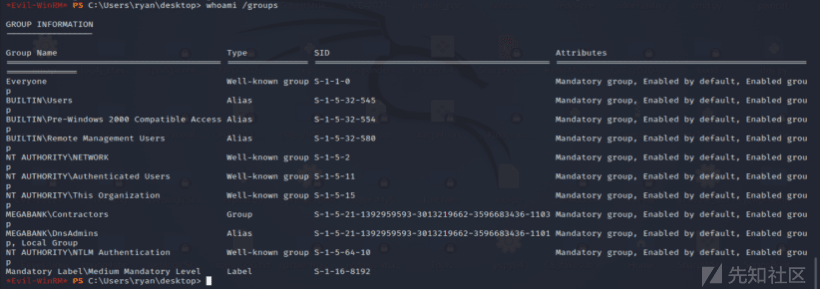 *Evil-WinRM* PS C:\Users\ryan\desktop> whoami /groups
GROUP INFORMATION
Group Name Type SID Attributes
Everyone Well-known group S-1-1-0 Mandatory group, Enabled by default, Enabled grou
p
BUILTIN\Users Alias S-1-5-32-545 Mandatory group, Enabled by default, Enabled grou
p
BUILTIN\Pre-Windows 2000 Compatible Access Alias S-1-5-32-554 Mandatory group, Enabled by default, Enabled grou
p
BUILTIN\Remote Management Users Alias S-1-5-32-580 Mandatory group, Enabled by default, Enabled grou
p
NT AUTHORITY\NETWORK Well-known group S-1-5-2 Mandatory group, Enabled by default, Enabled grou
p
NT AUTHORITY\Authenticated Users Well-known group S-1-5-11 Mandatory group, Enabled by default, Enabled grou
p
NT AUTHORITY\This Organization Well-known group S-1-5-15 Mandatory group, Enabled by default, Enabled grou
p
MEGABANK\Contractors Group S-1-5-21-1392959593-3013219662-3596683436-1103 Mandatory group, Enabled by default, Enabled grou
p
MEGABANK\DnsAdmins Alias S-1-5-21-1392959593-3013219662-3596683436-1101 Mandatory group, Enabled by default, Enabled grou
p, Local Group
NT AUTHORITY\NTLM Authentication Well-known group S-1-5-64-10 Mandatory group, Enabled by default, Enabled grou
p
Mandatory Label\Medium Mandatory Level Label S-1-16-8192
*Evil-WinRM* PS C:\Users\ryan\desktop>
先知社区